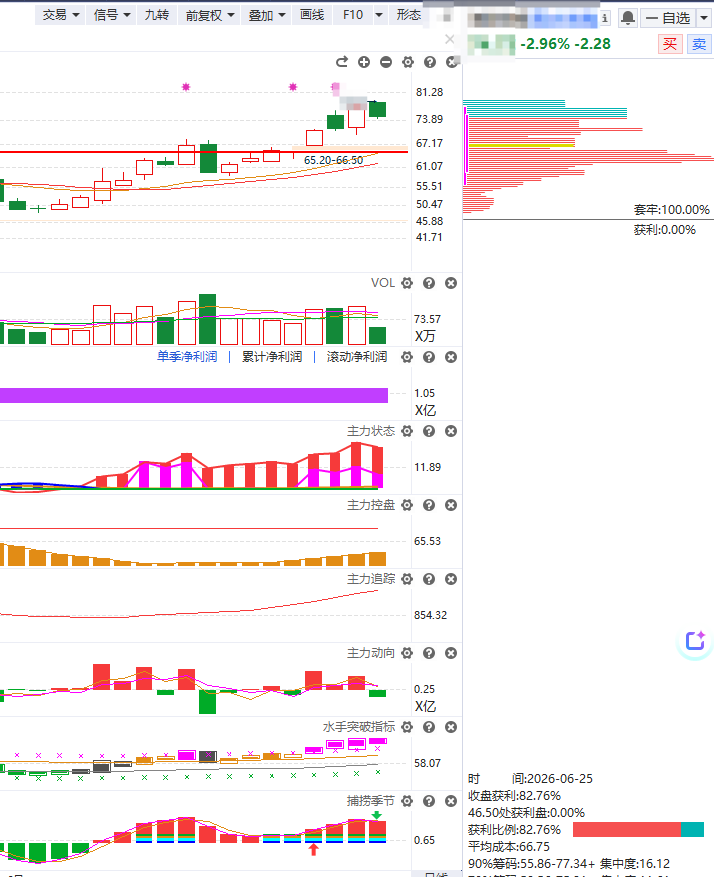 交易 信号 九转 前复权 叠加 画线 F10 形态
自选
-2.96% -2.28 买 卖
81.28
73.89
67.17
65.20-66.50
61.07
55.51
50.47
45.88
41.71
套牢:100.00%
获利:0.00%
VOL
73.57
X万
单季净利润 | 累计净利润 | 滚动净利润
1.05
X亿
主力状态
11.89
主力控盘
65.53
主力追踪
854.32
主力动向
0.25
X亿
水手突破指标
58.07
捕捞季节
0.65
时 间:2026-06-25
收盘获利:82.76%
46.50处获利盘:0.00%
获利比例:82.76%
平均成本:66.75
90%筹码:55.86-77.34+ 集中度:16.12